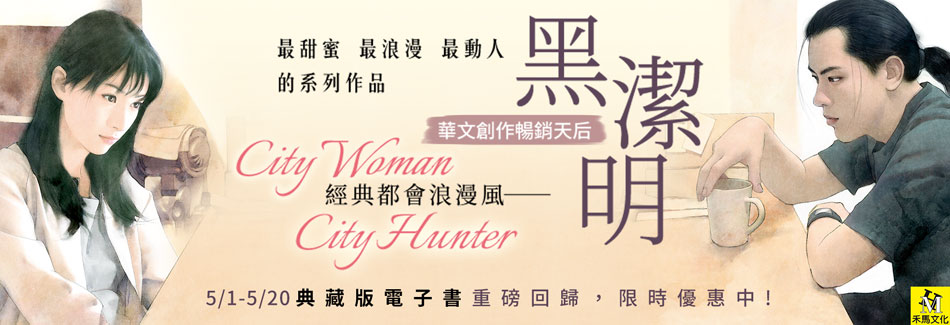 最甜蜜 最浪漫 最動人
的系列作品
黑潔明
華文創作暢銷天后
City Woman
經典都會浪漫風——
City Hunter
5/1-5/20典藏版電子書重磅回歸，限時優惠中！
禾馬文化